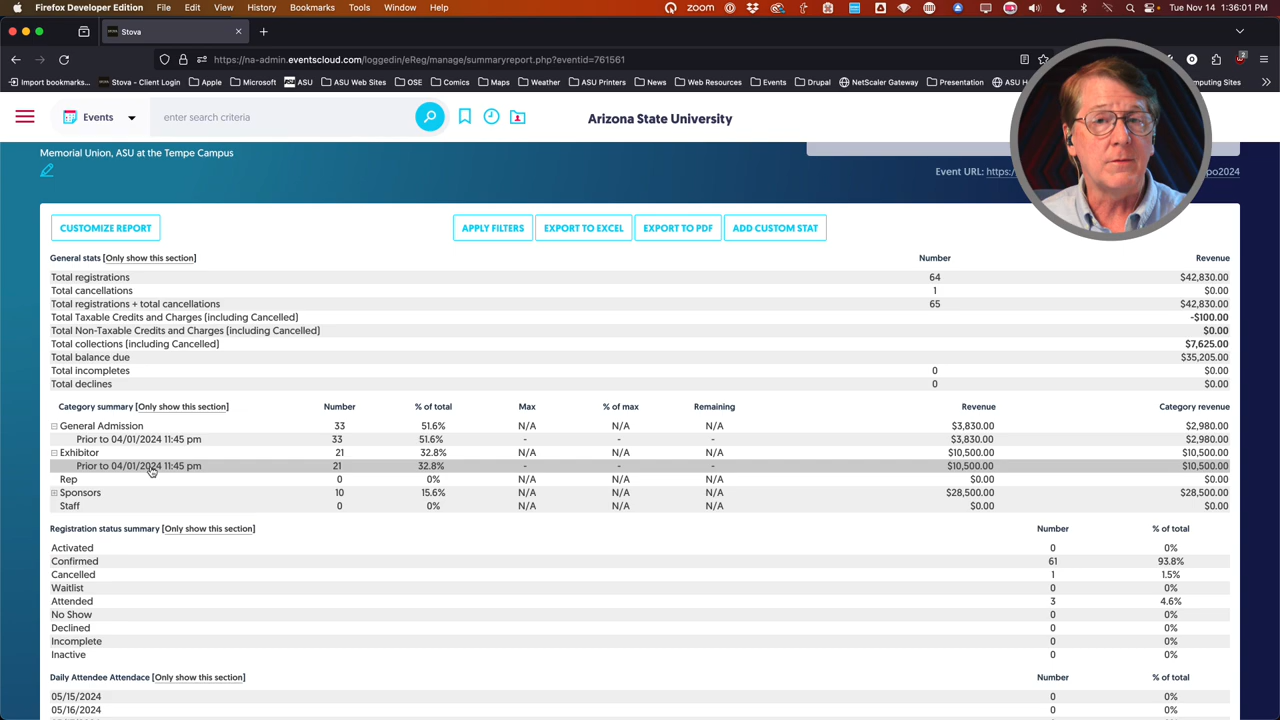 Firefox Developer Edition File Edit View History Bookmarks Tools Window Help zoom Tue Nov 14 1:36:01 PM
Stova
https://na-admin.eventscloud.com/loggedin/eReg/manage/summaryreport.php?eventid=761561
Import bookmarks... Stova - Client Login Apple Microsoft ASU ASU Web Sites OSE Comics Maps Weather ASU Printers News Web Resources Events Drupal NetScaler Gateway Presentation ASU
Events enter search criteria Arizona State University
Memorial Union, ASU at the Tempe Campus
Event URL: https:/ po2024
CUSTOMIZE REPORT APPLY FILTERS EXPORT TO EXCEL EXPORT TO PDF ADD CUSTOM STAT
General stats [Only show this section] Number Revenue
Total registrations 64 $42,830.00
Total cancellations 1 $0.00
Total registrations + total cancellations 65 $42,830.00
Total Taxable Credits and Charges (including Cancelled) -$100.00
Total Non-Taxable Credits and Charges (including Cancelled) $0.00
Total collections (including Cancelled) $7,625.00
Total balance due $35,205.00
Total incompletes 0 $0.00
Total declines 0 $0.00
Category summary [Only show this section] Number % of total Max % of max Remaining Revenue Category revenue
General Admission 33 51.6% N/A N/A N/A $3,830.00 $2,980.00
Prior to 04/01/2024 11:45 pm 33 51.6% - - - $3,830.00 $2,980.00
Exhibitor 21 32.8% N/A N/A N/A $10,500.00 $10,500.00
Prior to 04/01/2024 11:45 pm 21 32.8% - - - $10,500.00 $10,500.00
Rep 0 0% N/A N/A N/A $0.00 $0.00
Sponsors 10 15.6% N/A N/A N/A $28,500.00 $28,500.00
Staff 0 0% N/A N/A N/A $0.00 $0.00
Registration status summary [Only show this section] Number % of total
Activated 0 0%
Confirmed 61 93.8%
Cancelled 1 1.5%
Waitlist 0 0%
Attended 3 4.6%
No Show 0 0%
Declined 0 0%
Incomplete 0 0%
Inactive 0 0%
Daily Attendee Attendace [Only show this section] Number % of total
05/15/2024 0 0%
05/16/2024 0 0%